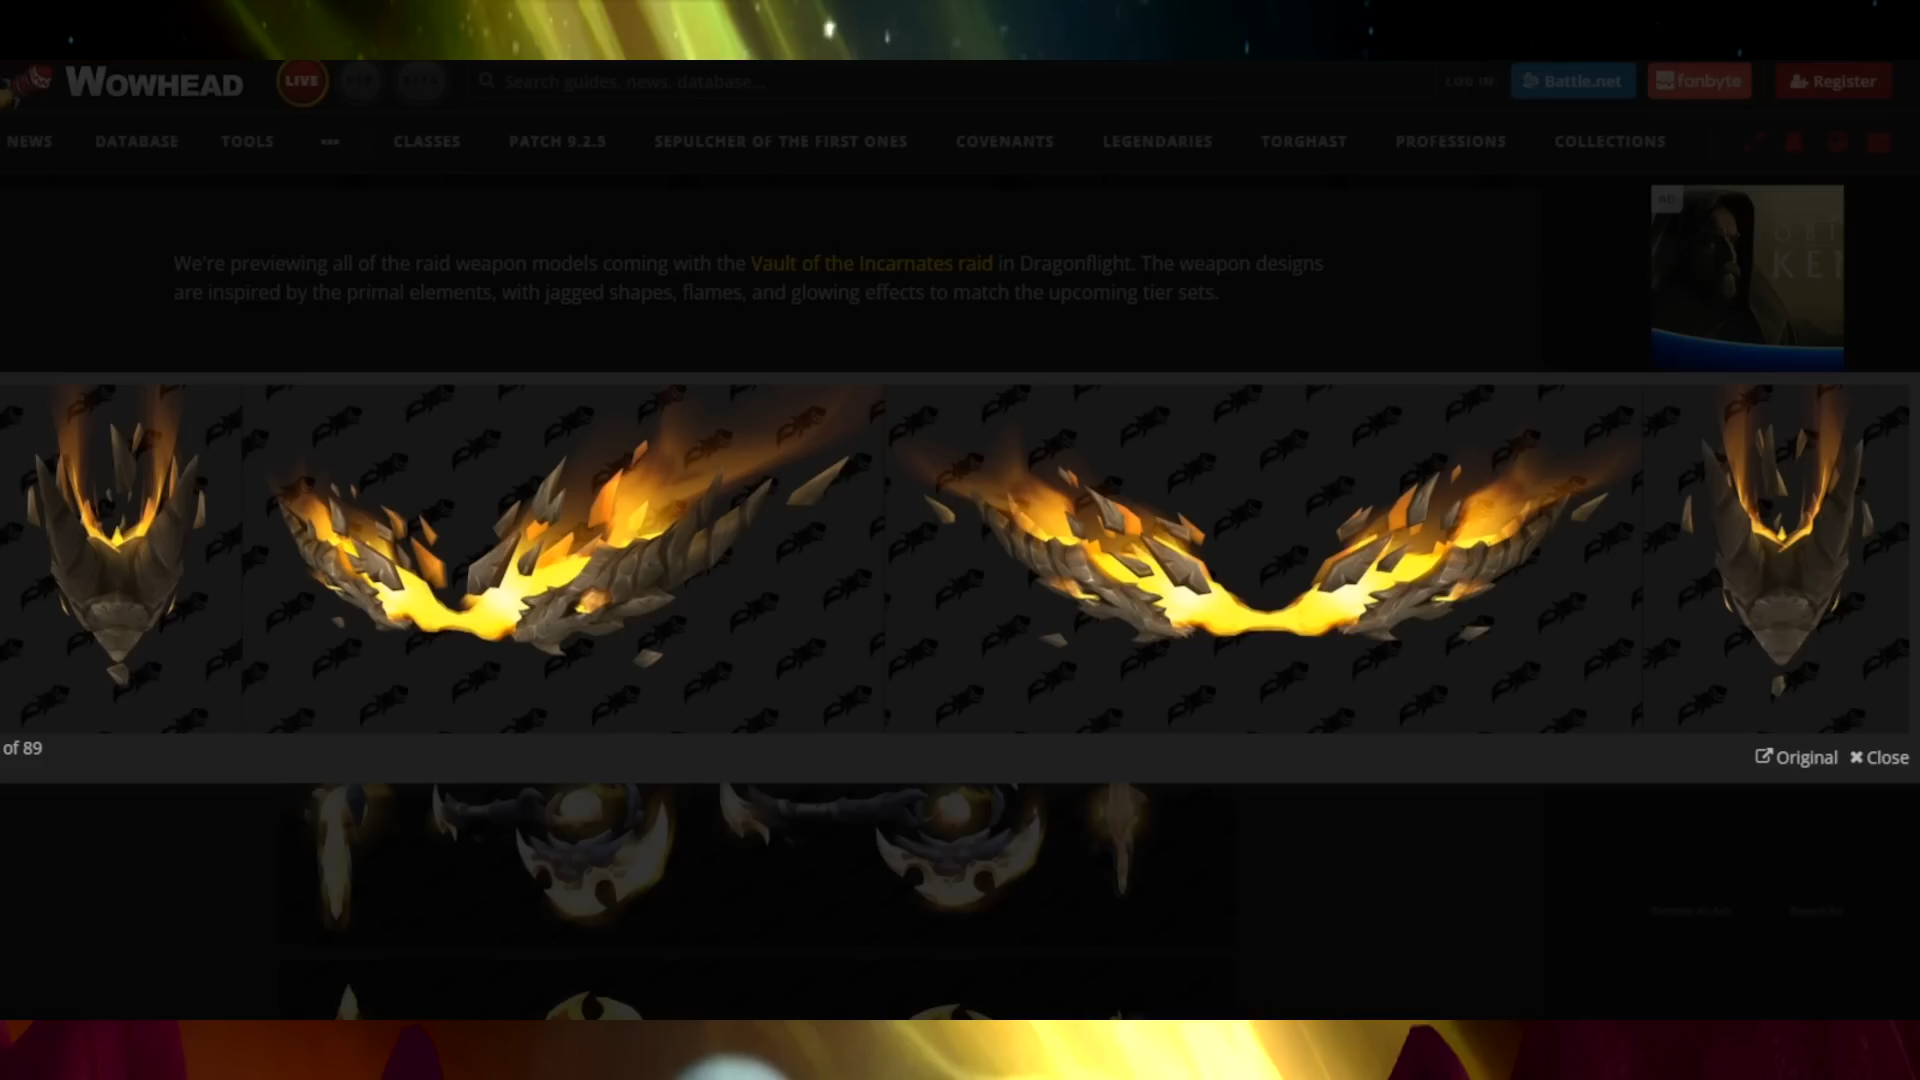 WOWHEAD
LIVE
Search guides, news, database...
LOG IN
Battle.net
fanbyte
Register
NEWS
DATABASE
TOOLS
CLASSES
PATCH 9.2.5
SEPULCHER OF THE FIRST ONES
COVENANTS
LEGENDARIES
TORGHAST
PROFESSIONS
COLLECTIONS
AD
We're previewing all of the raid weapon models coming with the Vault of the Incarnates raid in Dragonflight. The weapon designs
are inspired by the primal elements, with jagged shapes, flames, and glowing effects to match the upcoming tier sets.
of 89
Original
Close